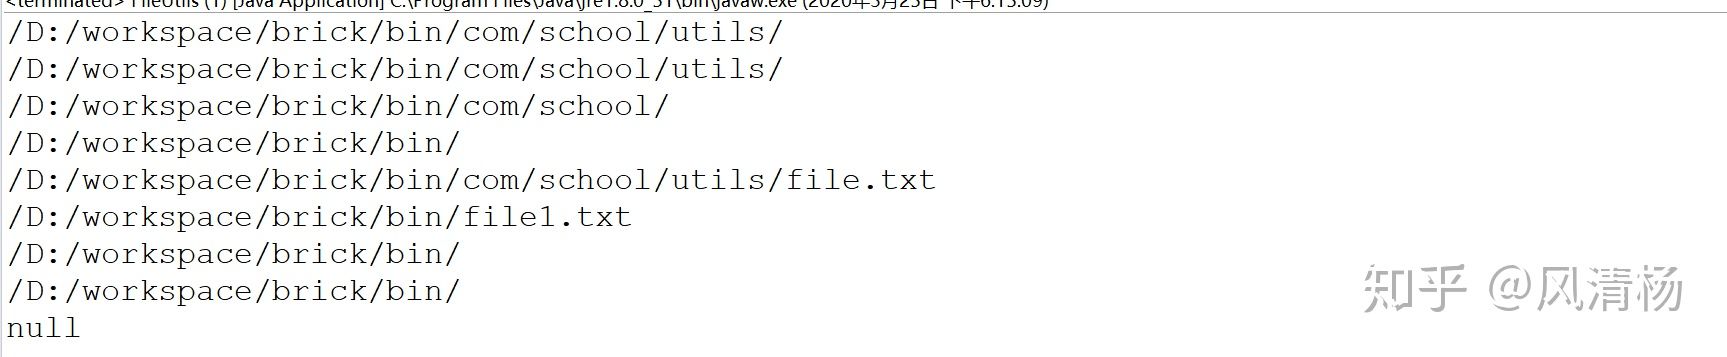 <terminated> FileUtils (1) [Java Application] C:\Program Files\Java\jre1.8.0_31\bin\javaw.exe (2020年5月25日 下午6:15:09)
/D:/workspace/brick/bin/com/school/utils/
/D:/workspace/brick/bin/com/school/utils/
/D:/workspace/brick/bin/com/school/
/D:/workspace/brick/bin/
/D:/workspace/brick/bin/com/school/utils/file.txt
/D:/workspace/brick/bin/file1.txt
/D:/workspace/brick/bin/
/D:/workspace/brick/bin/
null
知乎 @风清杨